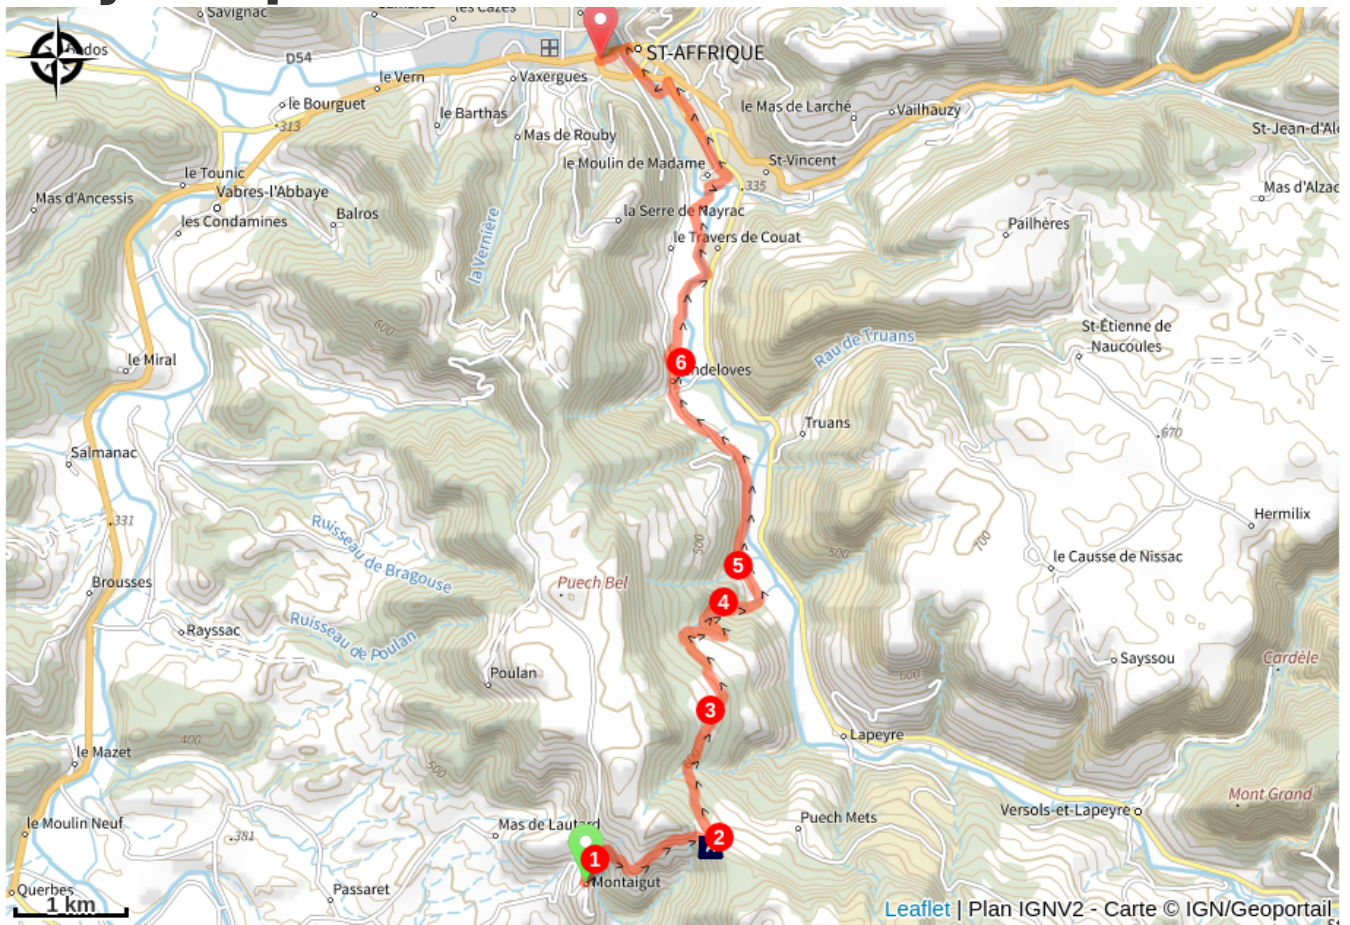 Savignac
les Cazes
D54
ST-AFFRIQUE
le Vern
Vaxergues
le Bourguet
le Barthas
le Mas de Larché
Vailhauzy
313
Mas de Rouby
St-Jean-d'Al
le Moulin de Madame
St-Vincent
le Tounic
335
Mas d'Alzac
Vabres-l'Abbaye
Mas d'Ancessis
les Condamines
Balros
la Serre de Nayrac
Pailhères
la Vernière
le Travers de Couat
600
St-Étienne de
Naucoules
Rau de Truans
le Miral
6
ndeloves
Truans
670
Salmanac
Hermilix
331
Ruisseau de Bragouse
500
700
500
le Causse de Nissac
5
Puech Bel
Brousses
4
Ruisseau de Poulan
Rayssac
Sayssou
Cardèle
Poulan
600
3
400
Lapeyre
le Mazet
500
Mont Grand
Versols-et-Lapeyre
Puech Mets
le Moulin Neuf
Mas de Lautard
381
2
1
Montaigut
Querbes
Passaret
1 km
Leaflet | Plan IGNV2 - Carte © IGN/Geoportail